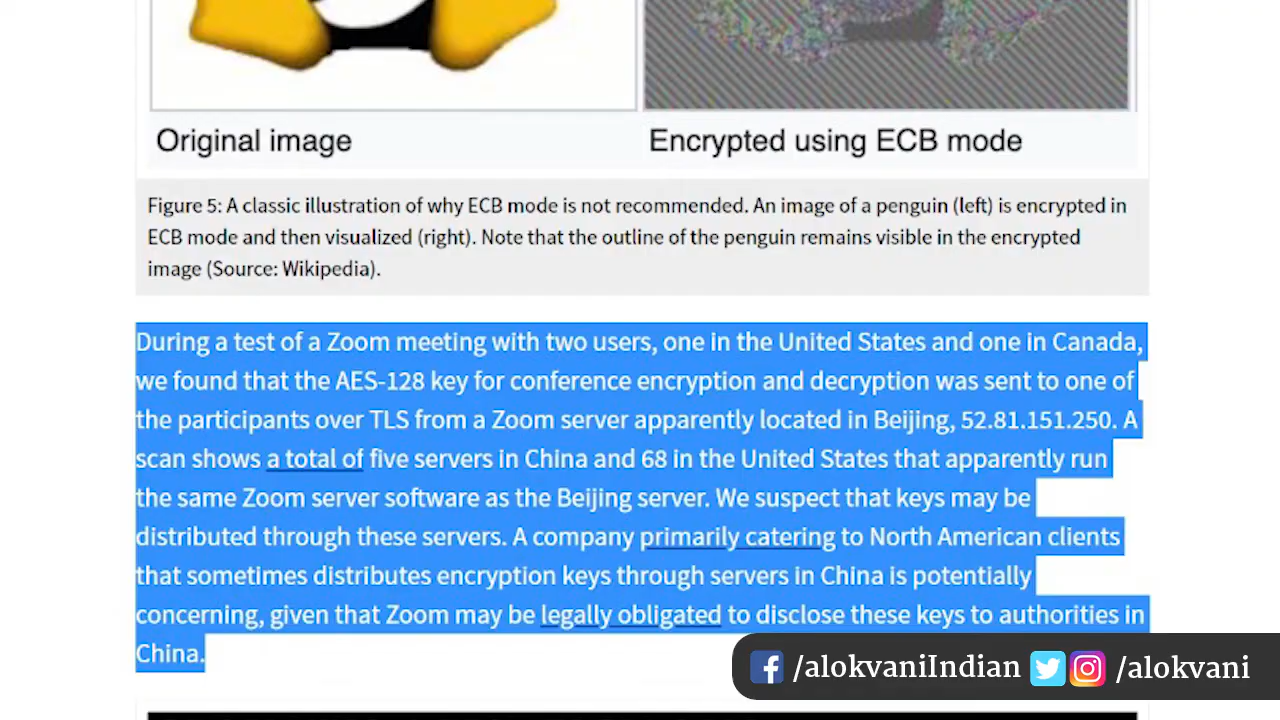 Original image
Encrypted using ECB mode
Figure 5: A classic illustration of why ECB mode is not recommended. An image of a penguin (left) is encrypted in
ECB mode and then visualized (right). Note that the outline of the penguin remains visible in the encrypted
image (Source: Wikipedia).
During a test of a Zoom meeting with two users, one in the United States and one in Canada,
we found that the AES-128 key for conference encryption and decryption was sent to one of
the participants over TLS from a Zoom server apparently located in Beijing, 52.81.151.250. A
scan shows a total of five servers in China and 68 in the United States that apparently run
the same Zoom server software as the Beijing server. We suspect that keys may be
distributed through these servers. A company primarily catering to North American clients
that sometimes distributes encryption keys through servers in China is potentially
concerning, given that Zoom may be legally obligated to disclose these keys to authorities in
China.
/alokvaniIndian /alokvani